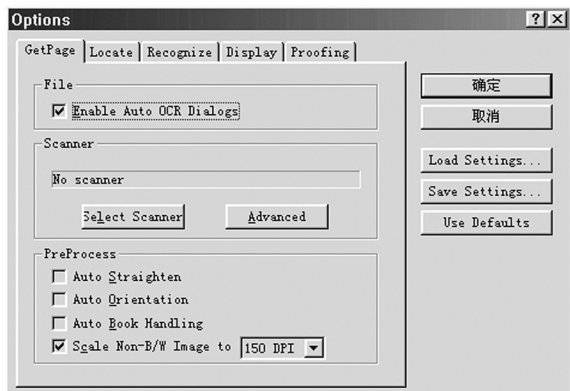 Options
GetPage Locate Recognize Display Proofing
File
Enable Auto OCR Dialogs
Scanner
No scanner
Select Scanner
Advanced
PreProcess
Auto Straighten
Auto Orientation
Auto Book Handling
Scale Non-B/W Image to 150 DPI
确定
取消
Load Settings...
Save Settings...
Use Defaults